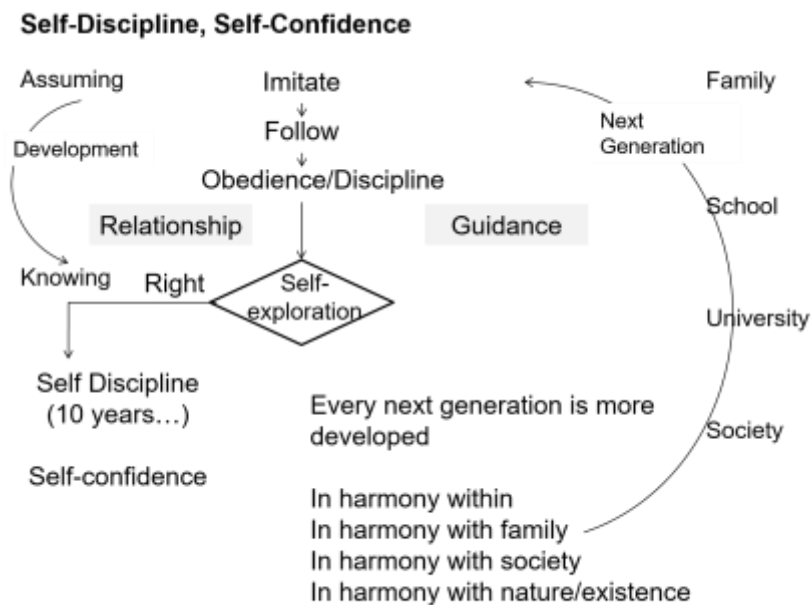 Self-Discipline, Self-Confidence
Assuming
Imitate
Family
Follow
Next
Generation
Development
Obedience/Discipline
School
Relationship
Guidance
Knowing
Right
Self-
exploration
University
Self Discipline
(10 years…)
Every next generation is more
developed
Society
Self-confidence
In harmony within
In harmony with family
In harmony with society
In harmony with nature/existence